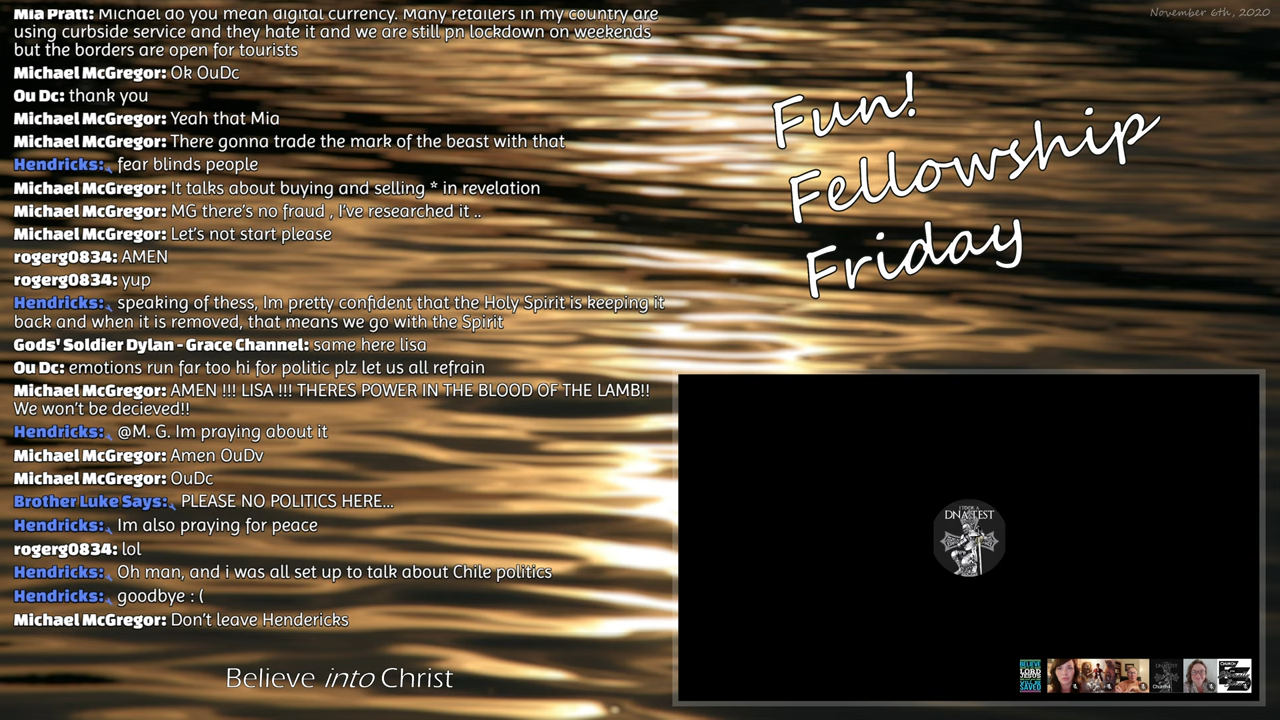 Mia Pratt: Michael do you mean digital currency. Many retailers in my country are
using curbside service and they hate it and we are still pn lockdown on weekends
but the borders are open for tourists
Michael McGregor: Ok OuDc
Ou Dc: thank you
Michael McGregor: Yeah that Mia
Michael McGregor: There gonna trade the mark of the beast with that
Hendricks: fear blinds people
Michael McGregor: It talks about buying and selling * in revelation
Michael McGregor: MG there's no fraud , I've researched it ..
Michael McGregor: Let's not start please
rogerg0834: AMEN
rogerg0834: yup
Hendricks: speaking of thess, Im pretty confident that the Holy Spirit is keeping it
back and when it is removed, that means we go with the Spirit
Gods' Soldier Dylan - Grace Channel: same here lisa
Ou Dc: emotions run far too hi for politic plz let us all refrain
Michael McGregor: AMEN !!! LISA !!! THERES POWER IN THE BLOOD OF THE LAMB!!
We won't be decieved!!
Hendricks: @M. G. Im praying about it
Michael McGregor: Amen OuDv
Michael McGregor: OuDc
Brother Luke Says: PLEASE NO POLITICS HERE...
Hendricks: Im also praying for peace
rogerg0834: lol
Hendricks: Oh man, and i was all set up to talk about Chile politics
Hendricks: goodbye : (
Michael McGregor: Don't leave Hendericks
Believe into Christ
November 6th, 2020
Fun!
Fellowship
Friday
I TOOK A
DNA TEST
BELIEVE
LORD
JESUS
SAVED